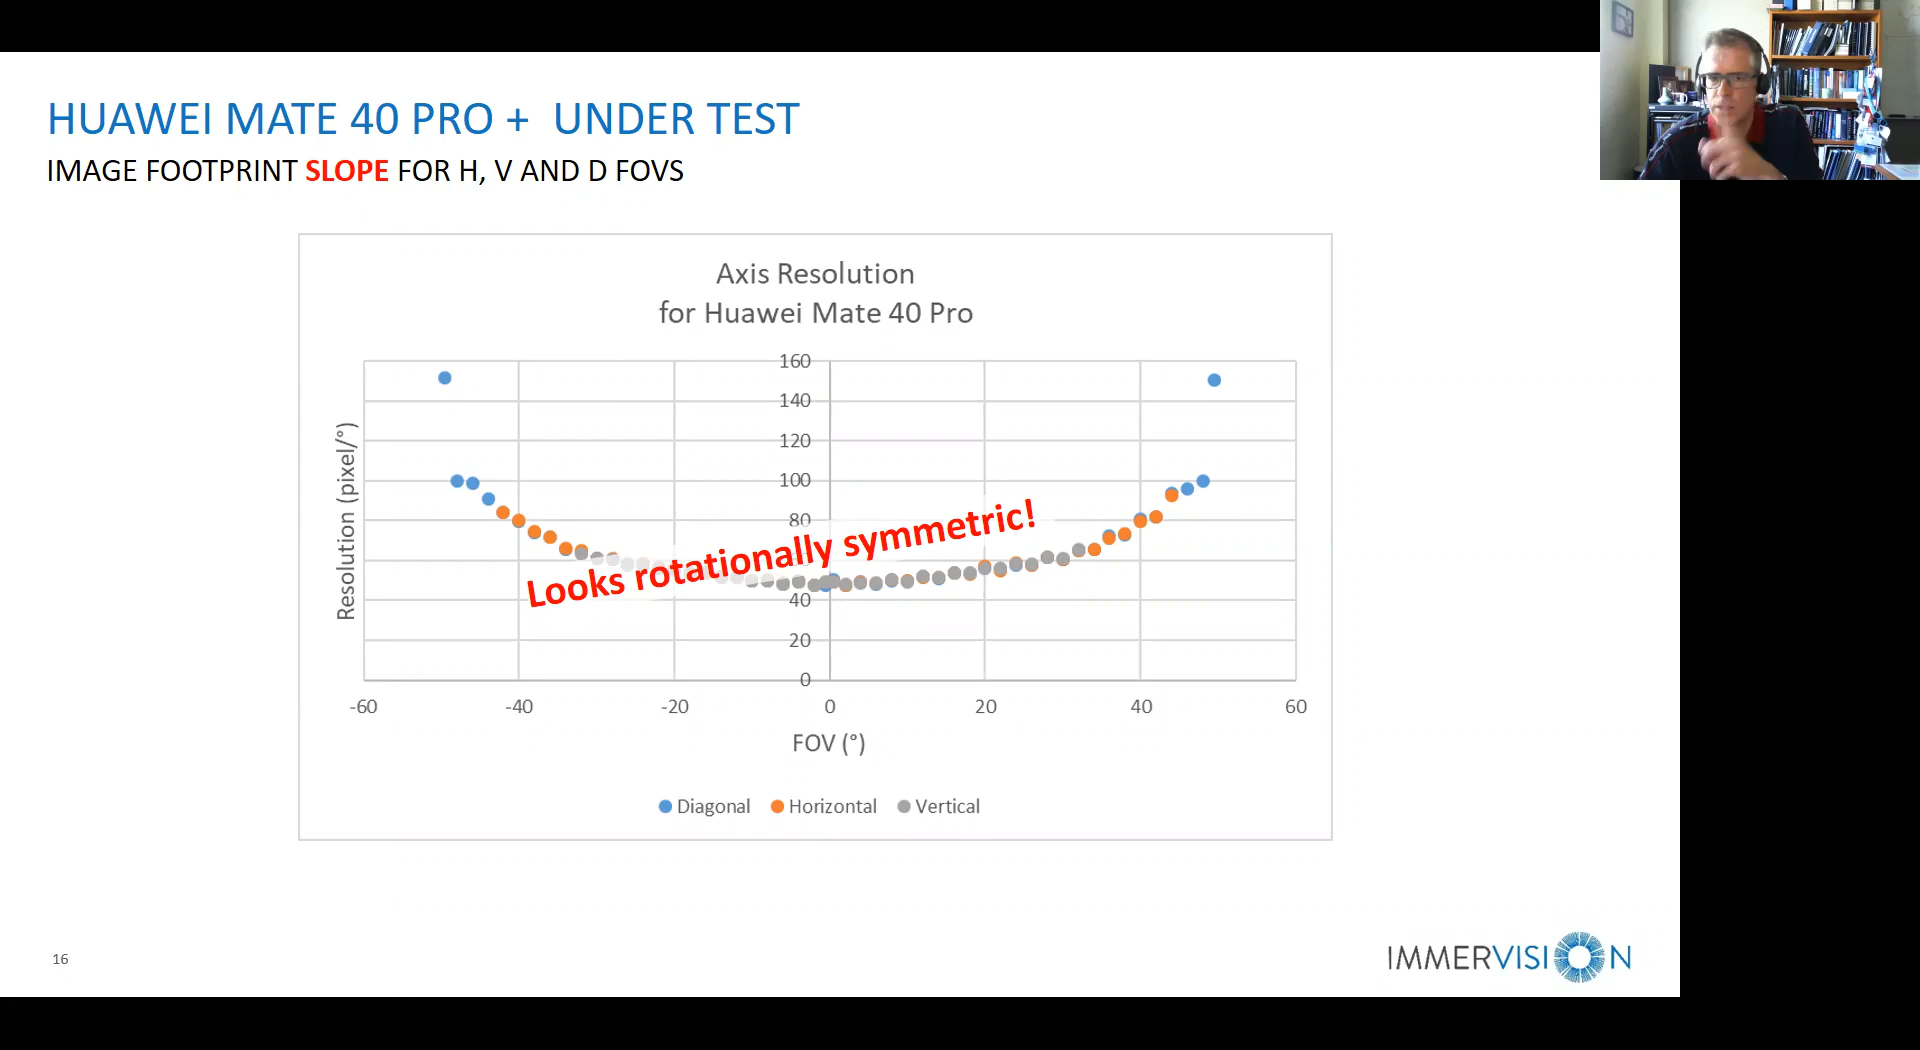 HUAWEI MATE 40 PRO + UNDER TEST
IMAGE FOOTPRINT SLOPE FOR H, V AND D FOVS
Axis Resolution
for Huawei Mate 40 Pro
Resolution (pixel/°)
160
140
120
100
80
40
20
0
Looks rotationally symmetric!
-60 -40 -20 0 20 40 60
FOV (°)
Diagonal Horizontal Vertical
16
IMMERVISION